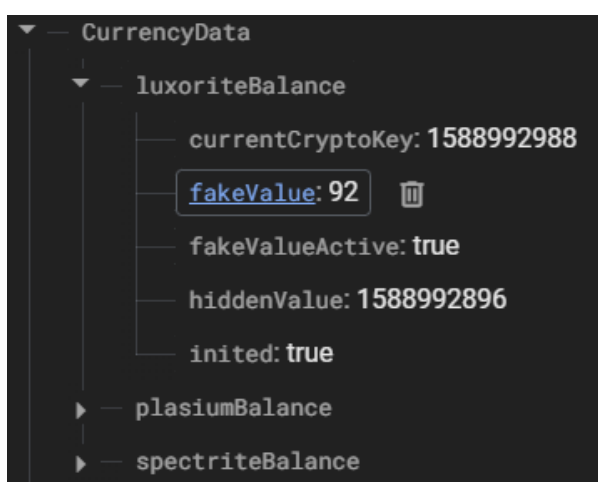 CurrencyData
luxoriteBalance
currentCryptoKey: 1588992988
fakeValue: 92
fakeValueActive: true
hiddenValue: 1588992896
inited: true
plasiumBalance
spectriteBalance